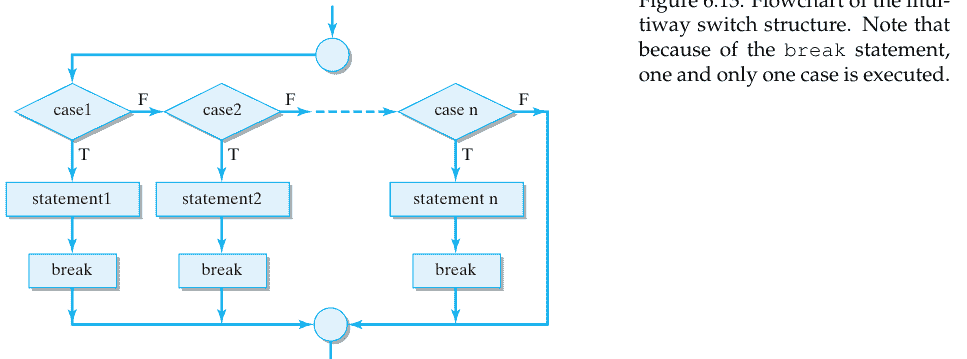 Figure 6.13. Flowchart of the mul-
tiway switch structure. Note that
because of the break statement,
one and only one case is executed.
case1
F
case2
F
case n
F
T
T
T
statement1
statement2
statement n
break
break
break